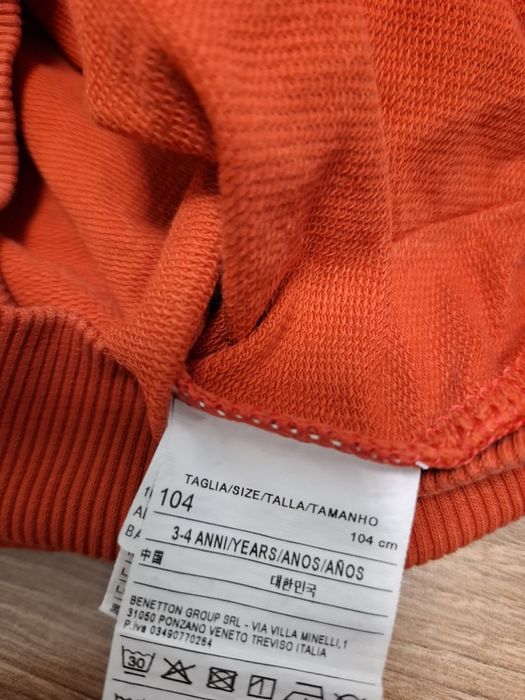 TAGLIA/SIZE/TALLA/TAMANHO
104
104 cm
3-4 ANNI/YEARS/ANOS/AÑOS
中国
대한민국
BENETTON GROUP SRL - VIA VILLA MINELLI,1
31050 PONZANO VENETO TREVISO ITALIA
P.iva 03490770264
30